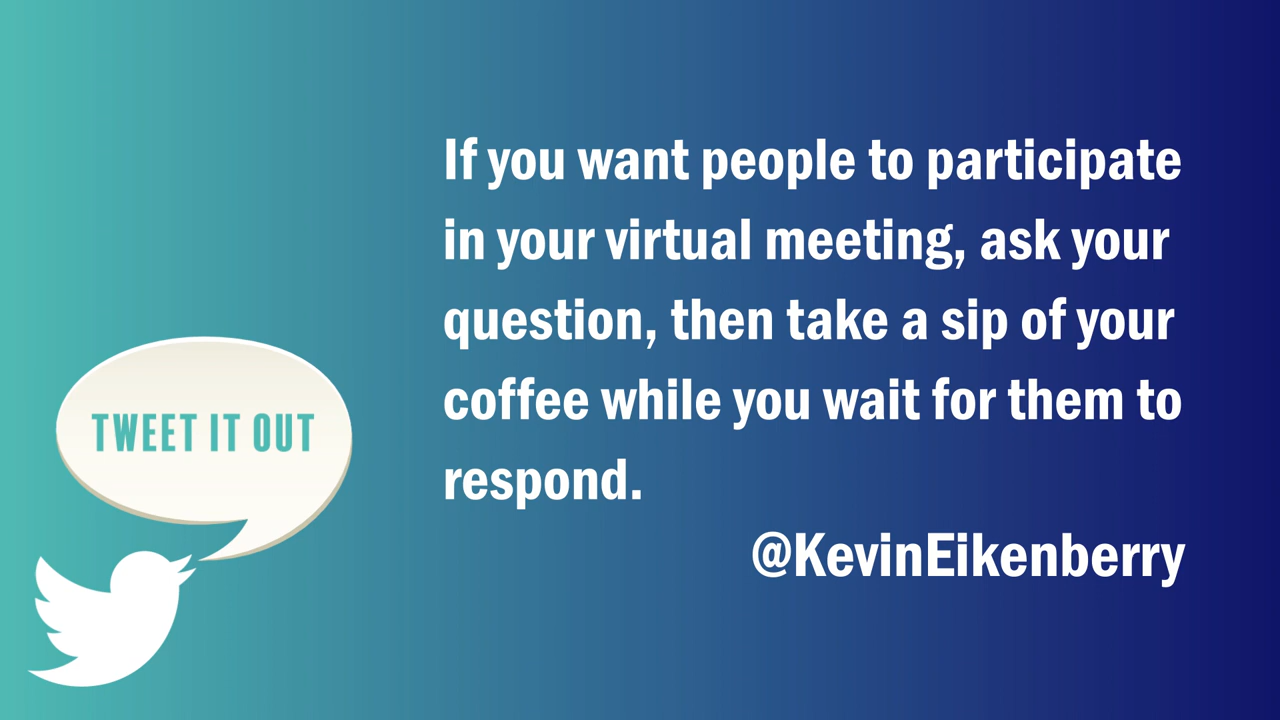 If you want people to participate
in your virtual meeting, ask your
question, then take a sip of your
coffee while you wait for them to
respond.
@KevinEikenberry
TWEET IT OUT